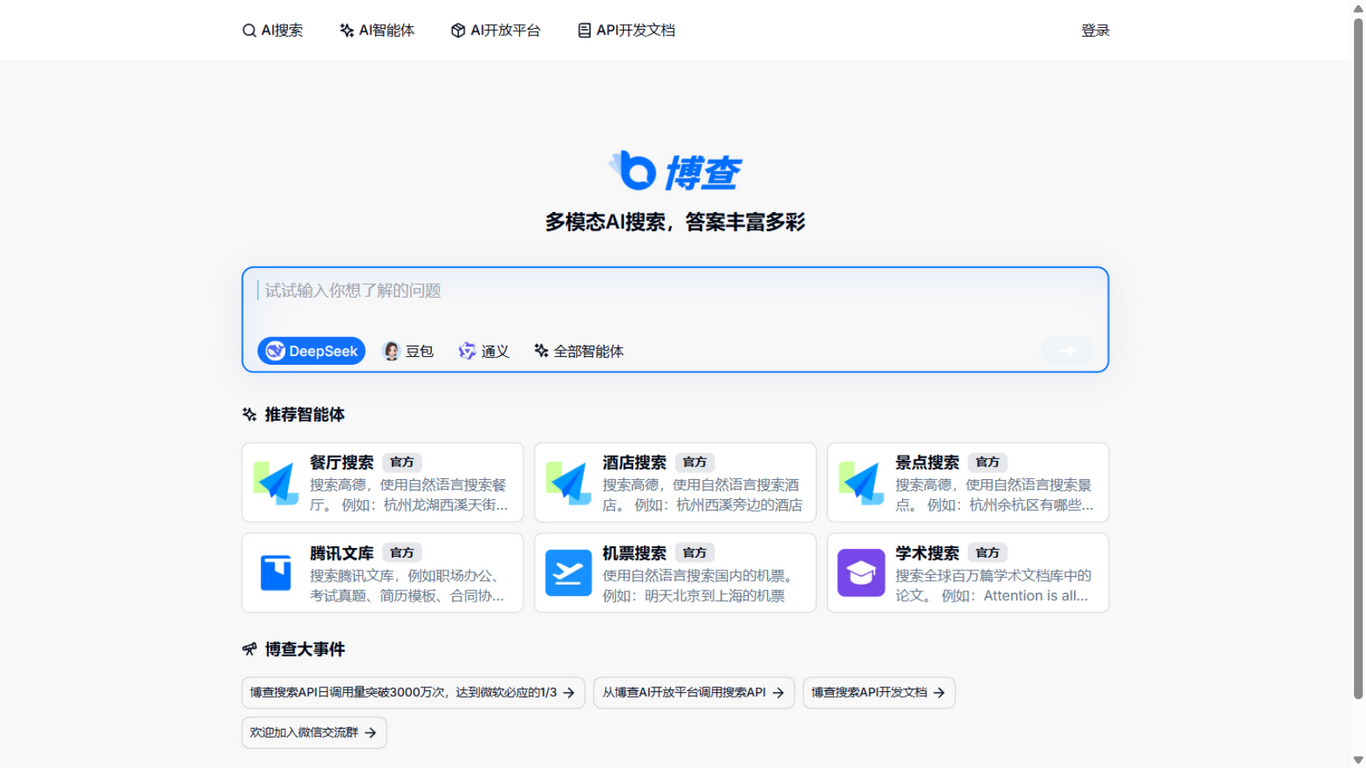 AI搜索 AI智能体 AI开放平台 API开发文档 登录
博查
多模态AI搜索，答案丰富多彩
试试输入你想了解的问题
DeepSeek 豆包 通义 全部智能体
推荐智能体
餐厅搜索 官方
搜索高德，使用自然语言搜索餐
厅。 例如：杭州龙湖西溪天街...
酒店搜索 官方
搜索高德，使用自然语言搜索酒
店。 例如：杭州西溪旁边的酒店
景点搜索 官方
搜索高德，使用自然语言搜索景
点。 例如：杭州余杭区有哪些...
腾讯文库 官方
搜索腾讯文库，例如职场办公、
考试真题、简历模板、合同协...
机票搜索 官方
使用自然语言搜索国内的机票。
例如：明天北京到上海的机票
学术搜索 官方
搜索全球百万篇学术文档库中的
论文。 例如：Attention is all...
博查大事件
博查搜索API日调用量突破3000万次，达到微软必应的1/3 → 从博查AI开放平台调用搜索API → 博查搜索API开发文档 →
欢迎加入微信交流群 →